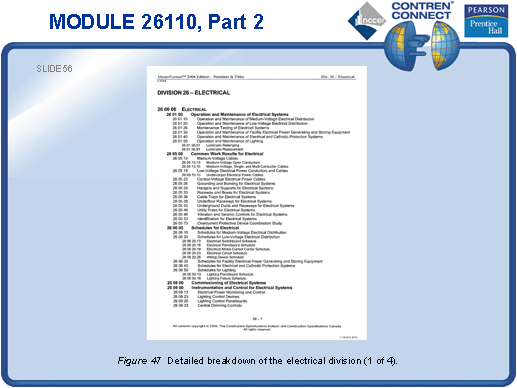 MODULE 26110, Part 2
nccer
CONTREN®
CONNECT
PEARSON
Prentice
Hall
SLIDE 56
MasterFormat™ 2004 Edition – Numbers & Titles
Div. 26 – Electrical
DIVISION 26 – ELECTRICAL
26 00 00 ELECTRICAL
26 01 00 Operation and Maintenance of Electrical Systems
26 01 10 Operation and Maintenance of Medium-Voltage Electrical Distribution
26 01 20 Operation and Maintenance of Low-Voltage Electrical Distribution
26 01 26 Maintenance Testing of Electrical Systems
26 01 30 Operation and Maintenance of Facility Electrical Power Generating and Storing Equipment
26 01 40 Operation and Maintenance of Electrical and Cathodic Protection Systems
26 01 50 Operation and Maintenance of Lighting
26 01 50.51 Luminaire Relamping
26 01 50.81 Luminaire Replacement
26 05 00 Common Work Results for Electrical
26 05 13 Medium-Voltage Cables
26 05 13.13 Medium-Voltage Open Conductors
26 05 13.16 Medium-Voltage, Single- and Multi-Conductor Cables
26 05 19 Low-Voltage Electrical Power Conductors and Cables
26 05 19.13 Undercarpet Electrical Power Cables
26 05 23 Control-Voltage Electrical Power Cables
26 05 26 Grounding and Bonding for Electrical Systems
26 05 29 Hangers and Supports for Electrical Systems
26 05 33 Raceway and Boxes for Electrical Systems
26 05 36 Cable Trays for Electrical Systems
26 05 39 Underfloor Raceways for Electrical Systems
26 05 43 Underground Ducts and Raceways for Electrical Systems
26 05 46 Utility Poles for Electrical Systems
26 05 48 Vibration and Seismic Controls for Electrical Systems
26 05 53 Identification for Electrical Systems
26 05 73 Overcurrent Protective Device Coordination Study
26 06 00 Schedules for Electrical
26 06 10 Schedules for Medium-Voltage Electrical Distribution
26 06 20 Schedules for Low-Voltage Electrical Distribution
26 06 20.13 Electrical Switchboard Schedule
26 06 20.16 Electrical Panelboard Schedule
26 06 20.19 Electrical Motor-Control Center Schedule
26 06 20.23 Electrical Circuit Schedule
26 06 20.26 Wiring Device Schedule
26 06 30 Schedules for Facility Electrical Power Generating and Storing Equipment
26 06 40 Schedules for Electrical and Cathodic Protection Systems
26 06 50 Schedules for Lighting
26 06 50.13 Lighting Panelboard Schedule
26 06 50.16 Lighting Fixture Schedule
26 08 00 Commissioning of Electrical Systems
26 09 00 Instrumentation and Control for Electrical Systems
26 09 13 Electrical Power Monitoring and Control
26 09 23 Lighting Control Devices
26 09 26 Lighting Control Panelboards
26 09 33 Central Dimming Controls
26 – 1
All contents copyright © 2004, The Construction Specifications Institute and Construction Specifications Canada.
All rights reserved.
Figure 47 Detailed breakdown of the electrical division (1 of 4).